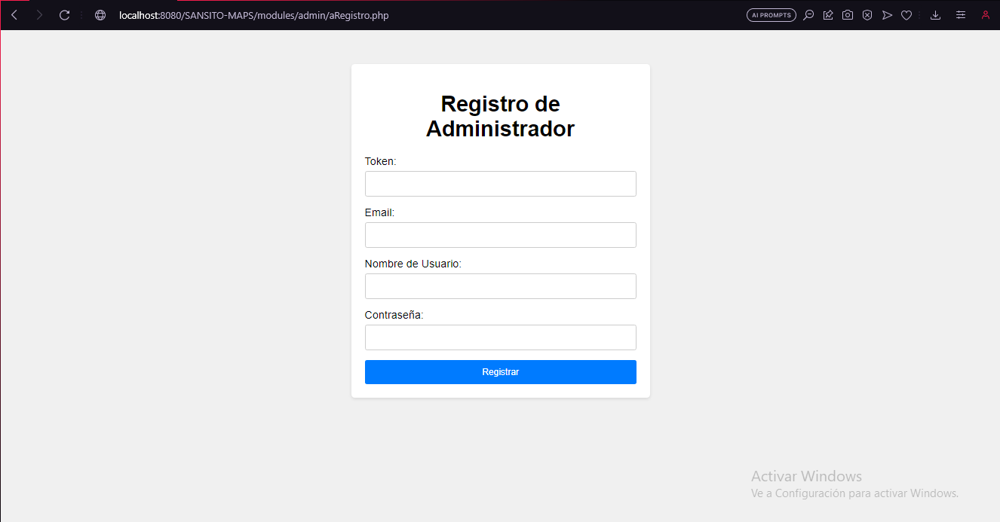 localhost:8080/SANSITO-MAPS/modules/admin/aRegistro.php
AI PROMPTS
Registro de
Administrador
Token:
Email:
Nombre de Usuario:
Contraseña:
Registrar
Activar Windows
Ve a Configuración para activar Windows.